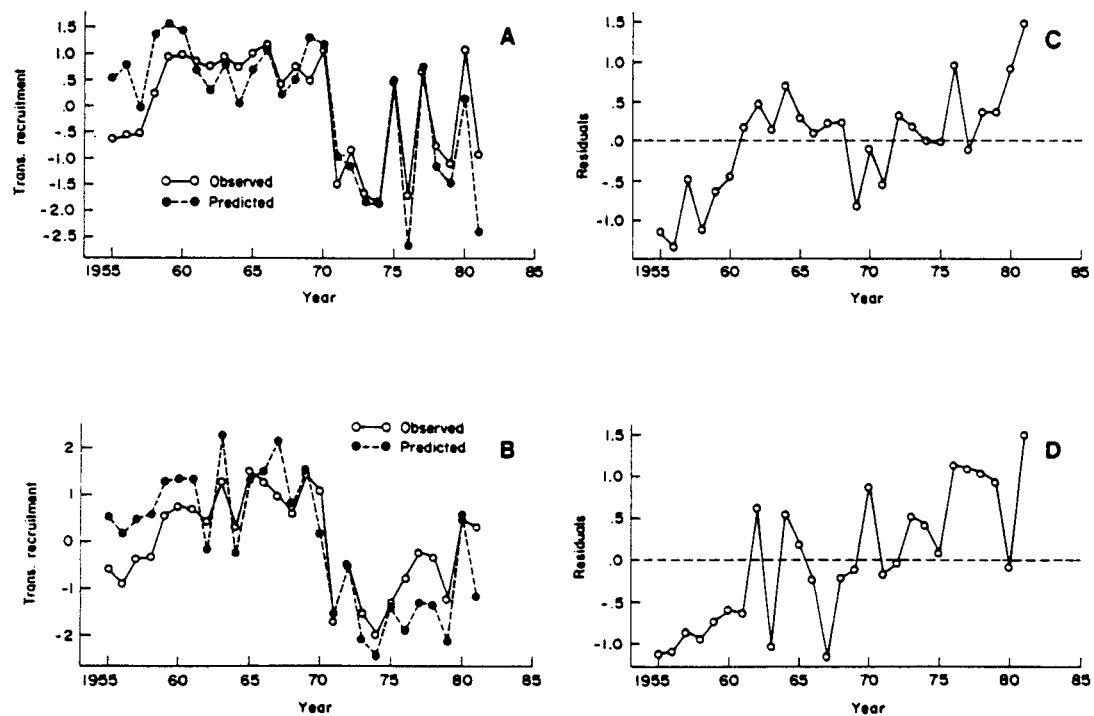 A
Trans. recruitment
1.5
1.0
.5
.0
-0.5
-1.0
-1.5
-2.0
-2.5
Observed
Predicted
1955 60 65 70 75 80 85
Year
C
Residuals
1.5
1.0
.5
.0
-.5
-1.0
1955 60 65 70 75 80 85
Year
B
Trans. recruitment
2
1
0
-1
-2
Observed
Predicted
1955 60 65 70 75 80 85
Year
D
Residuals
1.5
1.0
.5
.0
-.5
-1.0
1955 60 65 70 75 80 85
Year